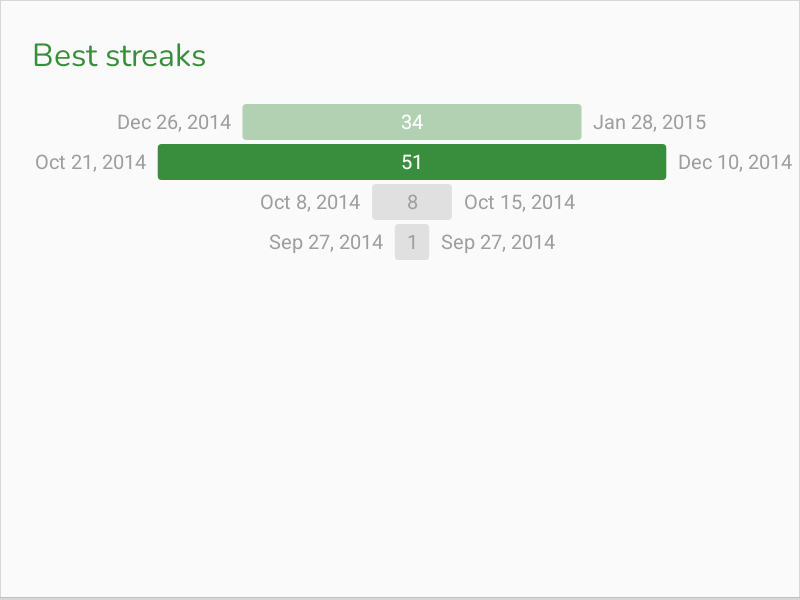 Best streaks
Dec 26, 2014 34 Jan 28, 2015
Oct 21, 2014 51 Dec 10, 2014
Oct 8, 2014 8 Oct 15, 2014
Sep 27, 2014 1 Sep 27, 2014